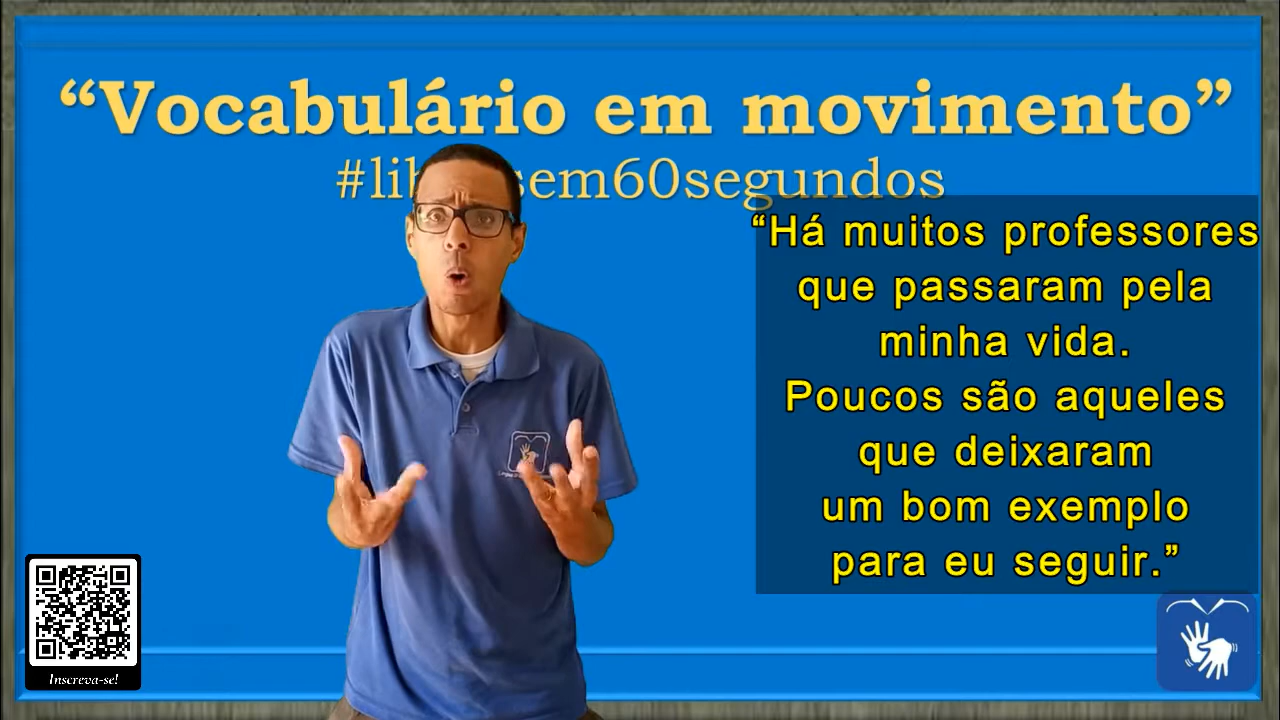 “Vocabulário em movimento”
sem60segundos
“Há muitos professores
que passaram pela
minha vida.
Poucos são aqueles
que deixaram
um bom exemplo
para eu seguir.”
Inscreva-se!